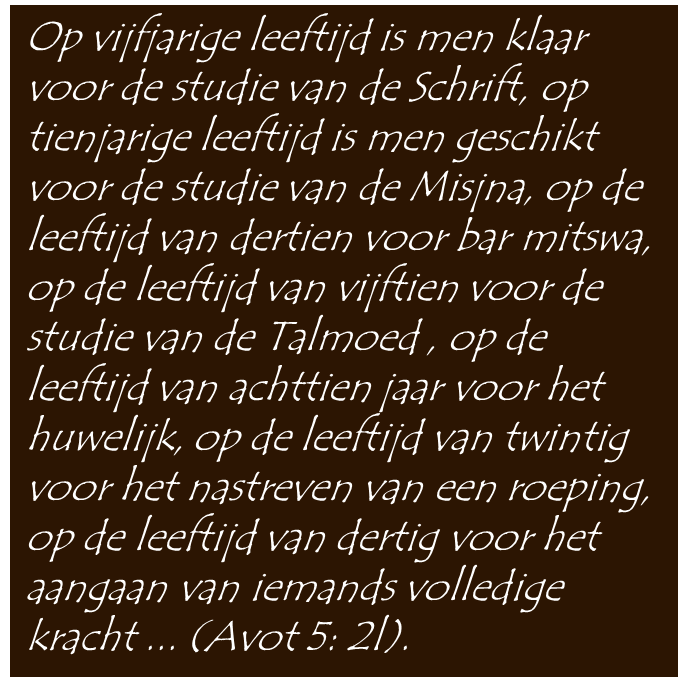 Op vijfjarige leeftijd is men klaar
voor de studie van de Schrift, op
tienjarige leeftijd is men geschikt
voor de studie van de Misjna, op de
leeftijd van dertien voor bar mitswa,
op de leeftijd van vijftien voor de
studie van de Talmoed , op de
leeftijd van achttien jaar voor het
huwelijk, op de leeftijd van twintig
voor het nastreven van een roeping,
op de leeftijd van dertig voor het
aangaan van iemands volledige
kracht ... (Avot 5: 2l).